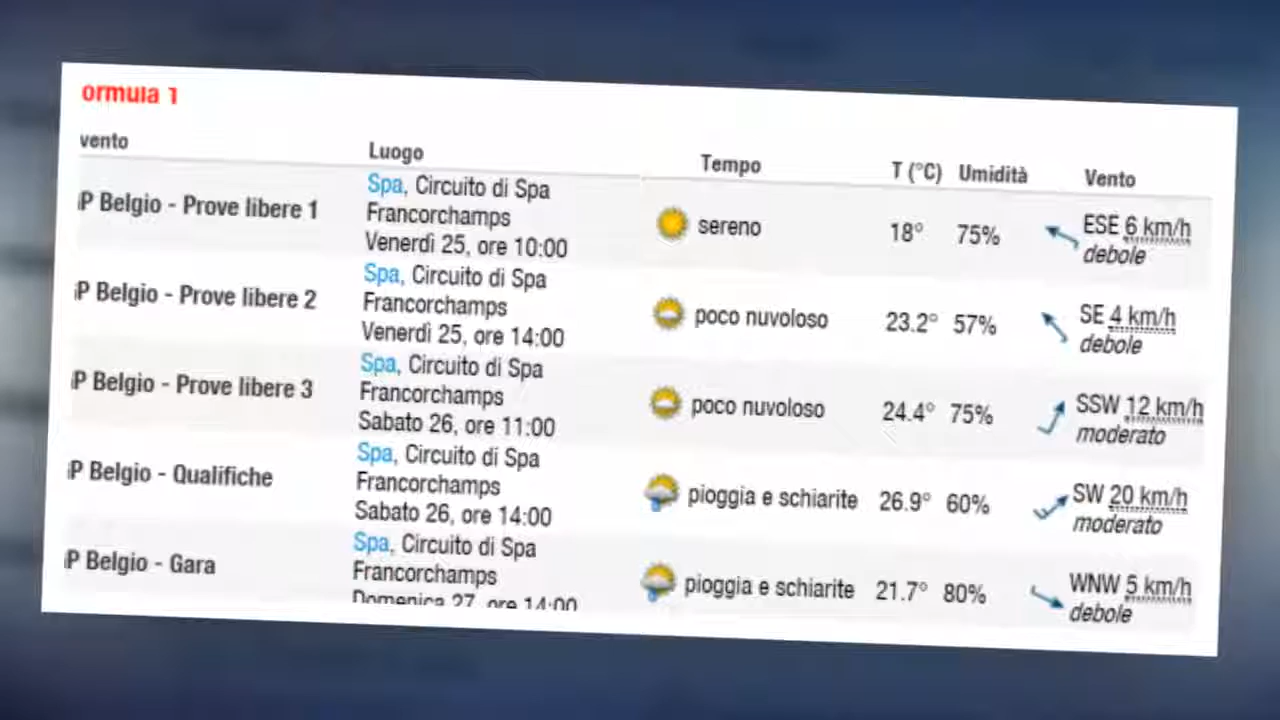 ormula 1
vento Luogo Tempo T (°C) Umidità Vento
P Belgio - Prove libere 1
Spa, Circuito di Spa
Francorchamps
Venerdì 25, ore 10:00
sereno 18° 75%
ESE 6 km/h
debole
P Belgio - Prove libere 2
Spa, Circuito di Spa
Francorchamps
Venerdì 25, ore 14:00
poco nuvoloso 23.2° 57%
SE 4 km/h
debole
P Belgio - Prove libere 3
Spa, Circuito di Spa
Francorchamps
Sabato 26, ore 11:00
poco nuvoloso 24.4° 75%
SSW 12 km/h
moderato
P Belgio - Qualifiche
Spa, Circuito di Spa
Francorchamps
Sabato 26, ore 14:00
pioggia e schiarite 26.9° 60%
SW 20 km/h
moderato
P Belgio - Gara
Spa, Circuito di Spa
Francorchamps
Domenica 27, ore 14:00
pioggia e schiarite 21.7° 80%
WNW 5 km/h
debole